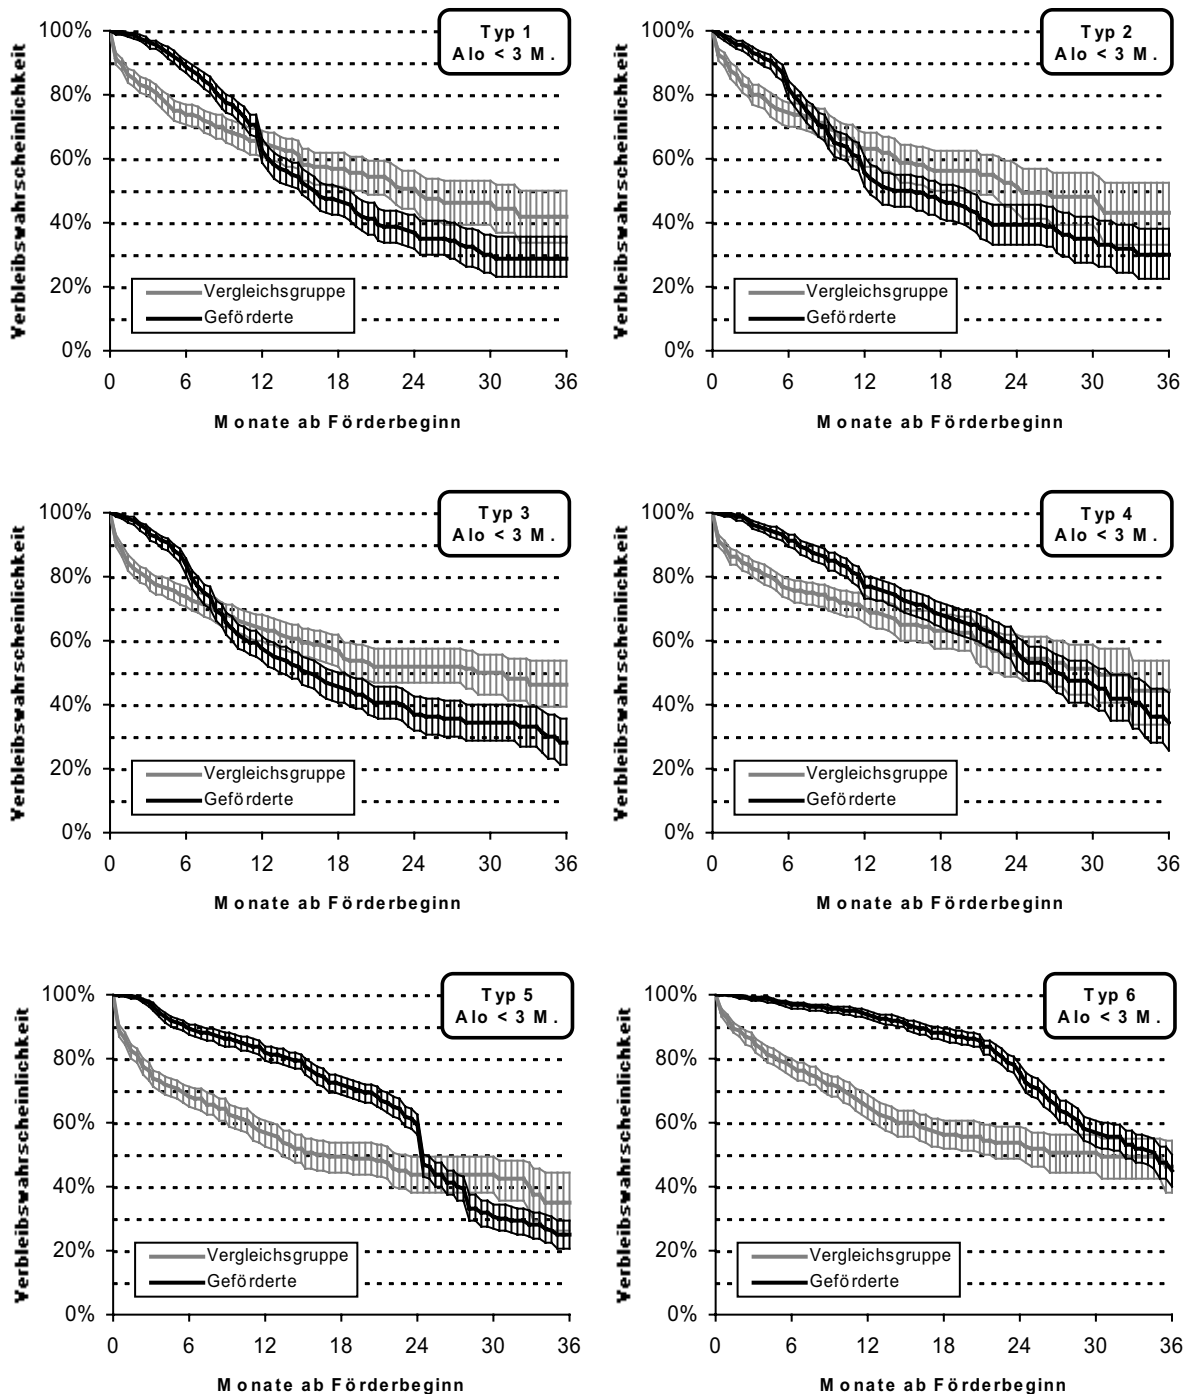 Verbleibswahrscheinlichkeit
100%
80%
60%
40%
20%
0%
Typ 1
Alo < 3 M.
Vergleichsgruppe
Geförderte
0 6 12 18 24 30 36
Monate ab Förderbeginn
Verbleibswahrscheinlichkeit
100%
80%
60%
40%
20%
0%
Typ 2
Alo < 3 M.
Vergleichsgruppe
Geförderte
0 6 12 18 24 30 36
Monate ab Förderbeginn
Verbleibswahrscheinlichkeit
100%
80%
60%
40%
20%
0%
Typ 3
Alo < 3 M.
Vergleichsgruppe
Geförderte
0 6 12 18 24 30 36
Monate ab Förderbeginn
Verbleibswahrscheinlichkeit
100%
80%
60%
40%
20%
0%
Typ 4
Alo < 3 M.
Vergleichsgruppe
Geförderte
0 6 12 18 24 30 36
Monate ab Förderbeginn
Verbleibswahrscheinlichkeit
100%
80%
60%
40%
20%
0%
Typ 5
Alo < 3 M.
Vergleichsgruppe
Geförderte
0 6 12 18 24 30 36
Monate ab Förderbeginn
Verbleibswahrscheinlichkeit
100%
80%
60%
40%
20%
0%
Typ 6
Alo < 3 M.
Vergleichsgruppe
Geförderte
0 6 12 18 24 30 36
Monate ab Förderbeginn